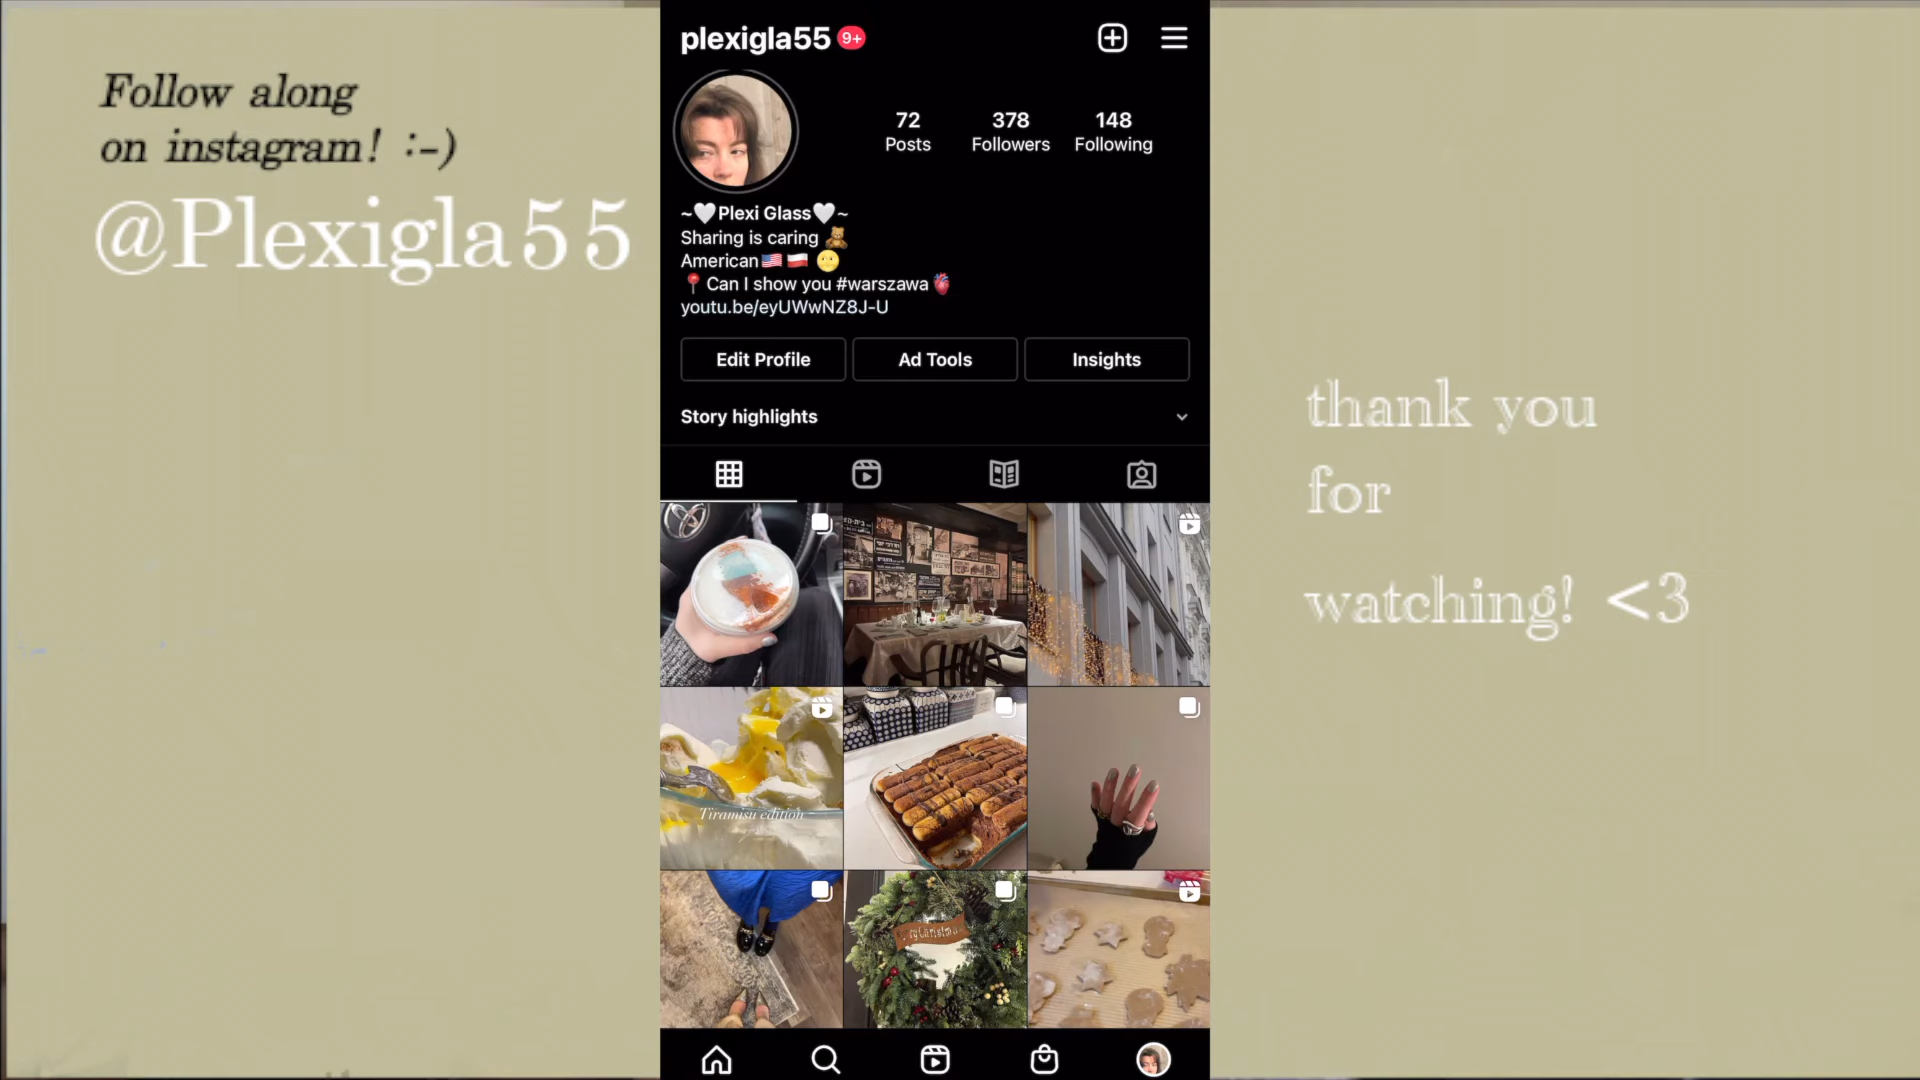 Follow along
on instagram! :-)
@Plexigla55
plexigla55 9+
72 378 148
Posts Followers Following
~🤍Plexi Glass🤍~
Sharing is caring 🧸
American🇺🇸🇵🇱 🌝
📍Can I show you #warszawa🫀
youtu.be/eyUWwNZ8J-U
Edit Profile Ad Tools Insights
Story highlights
Tiramisu edition
thank you
for
watching! <3